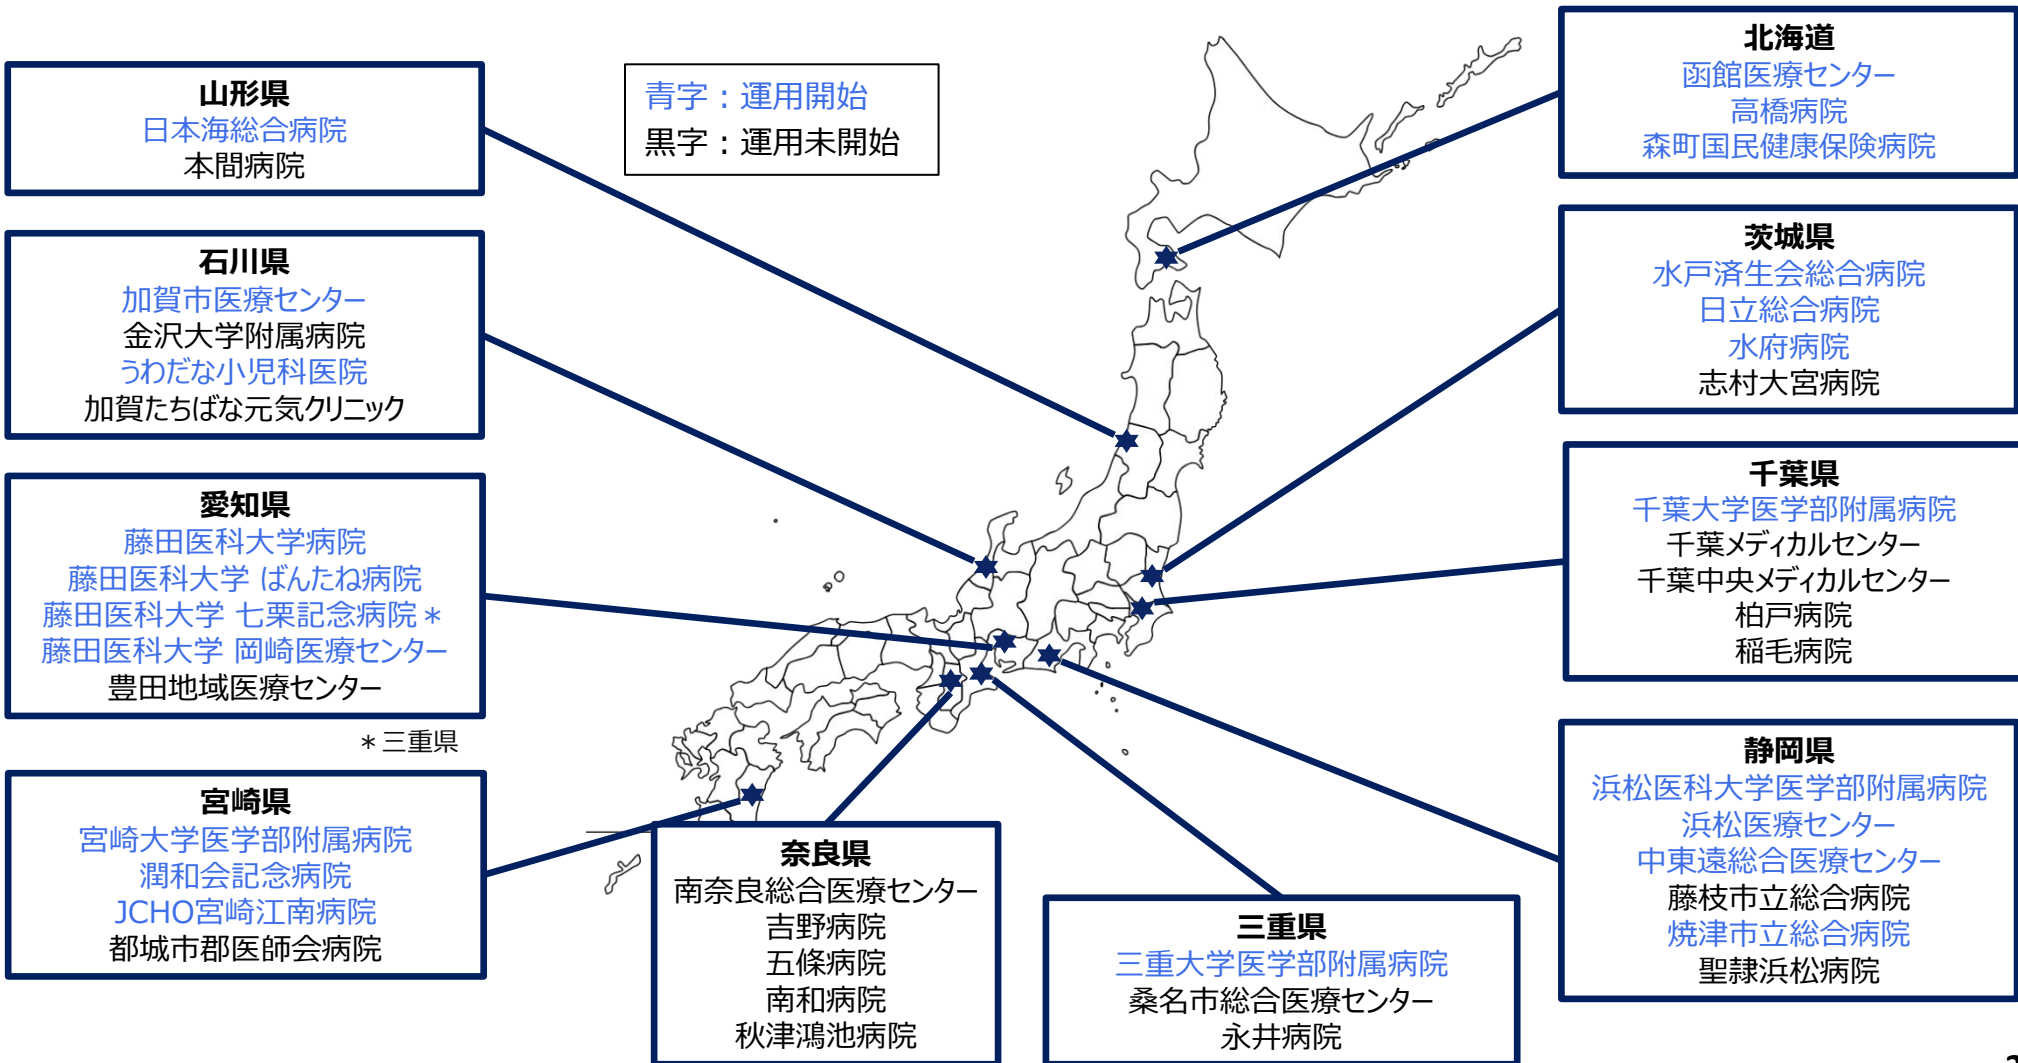 山形県
日本海総合病院
本間病院
青字：運用開始
黒字：運用未開始
北海道
函館医療センター
高橋病院
森町国民健康保険病院
石川県
加賀市医療センター
金沢大学附属病院
うわだな小児科医院
加賀たちばな元気クリニック
茨城県
水戸済生会総合病院
日立総合病院
水府病院
志村大宮病院
愛知県
藤田医科大学病院
藤田医科大学 ばんたね病院
藤田医科大学 七栗記念病院＊
藤田医科大学 岡崎医療センター
豊田地域医療センター
＊三重県
千葉県
千葉大学医学部附属病院
千葉メディカルセンター
千葉中央メディカルセンター
柏戸病院
稲毛病院
宮崎県
宮崎大学医学部附属病院
潤和会記念病院
JCHO宮崎江南病院
都城市郡医師会病院
奈良県
南奈良総合医療センター
吉野病院
五條病院
南和病院
秋津鴻池病院
三重県
三重大学医学部附属病院
桑名市総合医療センター
永井病院
静岡県
浜松医科大学医学部附属病院
浜松医療センター
中東遠総合医療センター
藤枝市立総合病院
焼津市立総合病院
聖隷浜松病院